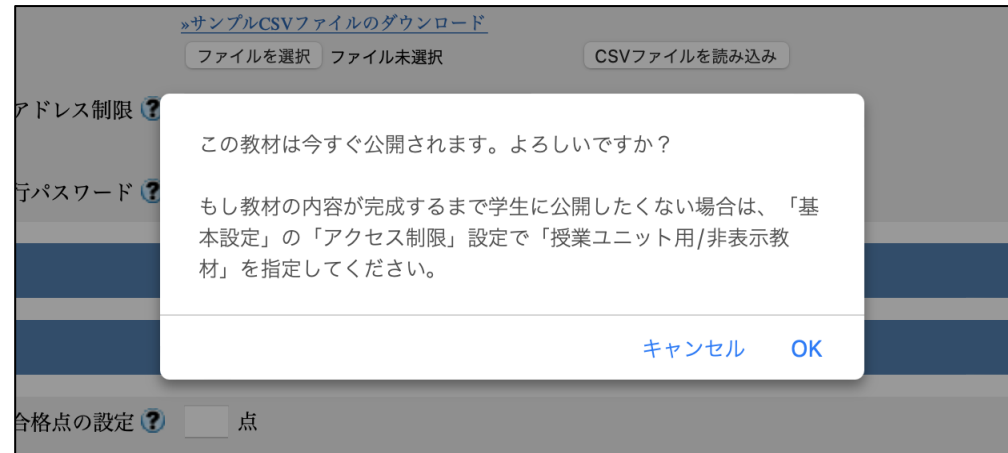 »サンプルCSVファイルのダウンロード
ファイルを選択 ファイル未選択 CSVファイルを読み込み
アドレス制限 ?
この教材は今すぐ公開されます。よろしいですか？
行パスワード ?
もし教材の内容が完成するまで学生に公開したくない場合は、「基
本設定」の「アクセス制限」設定で「授業ユニット用/非表示教
材」を指定してください。
キャンセル OK
合格点の設定 ? 点